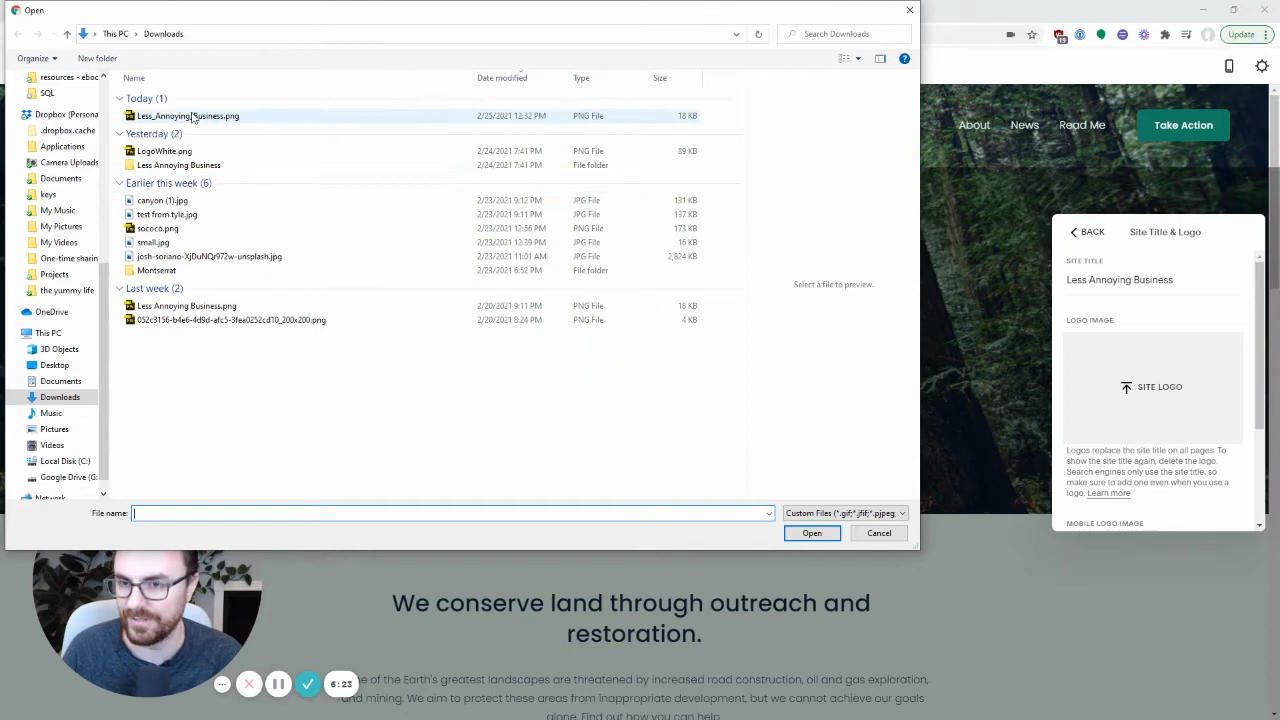 Open
This PC
Downloads
Search Downloads
Organize
New folder
resources - eboc
SQL
Dropbox (Persona
.dropbox.cache
Applications
Camera Uploads
Documents
keys
My Music
My Pictures
My Videos
One-time sharin
Projects
the yummy life
OneDrive
This PC
3D Objects
Desktop
Documents
Downloads
Music
Pictures
Videos
Local Disk (C:)
Google Drive (G:
Network
Name Date modified Type Size
Today (1)
Less_Annoying_Business.png 2/25/2021 12:32 PM PNG File 18 KB
Yesterday (2)
LogoWhite.png 2/24/2021 7:41 PM PNG File 89 KB
Less Annoying Business 2/24/2021 7:41 PM File folder
Earlier this week (6)
canyon (1).jpg 2/23/2021 9:12 PM JPG File 131 KB
test from tyle.jpg 2/23/2021 9:11 PM JPG File 137 KB
sococo.png 2/23/2021 12:56 PM PNG File 173 KB
small.jpg 2/23/2021 12:39 PM JPG File 16 KB
josh-soriano-XjDuNQr972w-unsplash.jpg 2/23/2021 11:01 AM JPG File 2,824 KB
Montserrat 2/23/2021 6:52 PM File folder
Last week (2)
Less Annoying Business.png 2/20/2021 9:11 PM PNG File 18 KB
052c3156-b4e6-4d9d-afc5-3fea0252cd10_200x200.png 2/20/2021 8:24 PM PNG File 4 KB
Select a file to preview.
File name:
Custom Files (*.gif;*.jfif;*.pjpeg
Open
Cancel
19
Update
About
News
Read Me
Take Action
BACK
Site Title & Logo
SITE TITLE
Less Annoying Business
LOGO IMAGE
SITE LOGO
Logos replace the site title on all pages. To
show the site title again, delete the logo.
Search engines only use the site title, so
make sure to add one even when you use a
logo. Learn more
MOBILE LOGO IMAGE
We conserve land through outreach and
restoration.
e of the Earth's greatest landscapes are threatened by increased road construction, oil and gas exploration,
and mining. We aim to protect these areas from inappropriate development, but we cannot achieve our goals
alone. Find out how you can help.
6:23